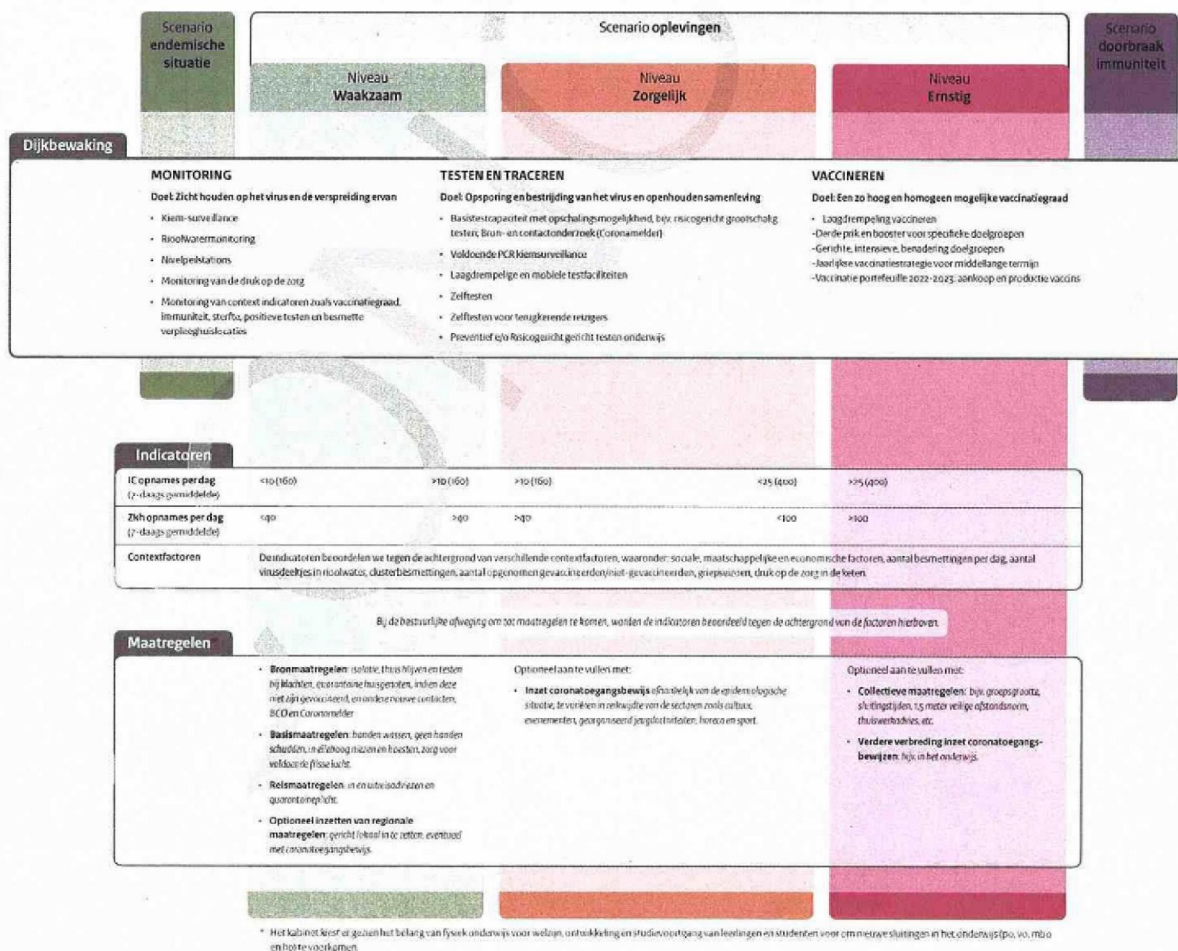 Scenario
endemische
situatie
Scenario oplevingen
Scenario
doorbraak
immuniteit
Niveau
Waakzaam
Niveau
Zorgelijk
Niveau
Ernstig
Dijkbewaking
MONITORING
Doel: Zicht houden op het virus en de verspreiding ervan
• Kiem-surveillance
• Rioolwatermonitoring
• Nivelpeilstations
• Monitoring van de druk op de zorg
• Monitoring van context indicatoren zoals vaccinatiegraad,
immuniteit, sterfte, positieve testen en besmette
verpleeghuislocaties
TESTEN EN TRACEREN
Doel: Opsporing en bestrijding van het virus en openhouden samenleving
• Basistestcapaciteit met opschalingsmogelijkheid, bijv. risicogericht grootschalig
testen; Bron- en contactonderzoek (Coronamelder)
• Voldoende PCR kiemsurveillance
• Laagdrempelige en mobiele testfaciliteiten
• Zelftesten
• Zelftesten voor terugkerende reizigers
• Preventief e/o Risicogericht gericht testen onderwijs
VACCINEREN
Doel: Een zo hoog en homogeen mogelijke vaccinatiegraad
• Laagdrempeling vaccineren
-Derde prik en booster voor specifieke doelgroepen
-Gerichte, intensieve, benadering doelgroepen
-Jaarlijkse vaccinatiestrategie voor middellange termijn
-Vaccinatie portefeuille 2022-2023, aankoop en productie vaccins
Indicatoren
IC opnames per dag <10 (160) >10 (160) >10 (160) <25 (400) >25 (400)
(7-daags gemiddelde)
Zkh opnames per dag <40 >40 >40 <100 >100
(7-daags gemiddelde)
Contextfactoren De indicatoren beoordelen we tegen de achtergrond van verschillende contextfactoren, waaronder: sociale, maatschappelijke en economische factoren, aantal besmettingen per dag, aantal
virusdeeltjes in rioolwater, clusterbesmettingen, aantal opgenomen gevaccineerden/niet-gevaccineerden, griepseizoen, druk op de zorg in de keten.
Bij de bestuurlijke afweging om tot maatregelen te komen, worden de indicatoren beoordeeld tegen de achtergrond van de factoren hierboven.
Maatregelen
• Bronmaatregelen: isolatie, thuis blijven en testen
bij klachten, quarantaine huisgenoten, indien deze
niet zijn gevaccineerd, en andere nauwe contacten,
BCO en Coronamelder
• Basismaatregelen: handen wassen, geen handen
schudden, in elleboog niezen en hoesten, zorg voor
voldoende frisse lucht.
• Reismaatregelen: in en uitreisadviezen en
quarantaineplicht.
• Optioneel inzetten van regionale
maatregelen: gericht lokaal in te zetten, eventueel
met coronatoegangsbewijs.
Optioneel aan te vullen met:
• Inzet coronatoegangsbewijs afhankelijk van de epidemiologische
situatie, te variëren in reikwijdte van de sectoren zoals cultuur,
evenementen, georganiseerd jeugdactiviteiten, horeca en sport.
Optioneel aan te vullen met:
• Collectieve maatregelen: bijv. groepsgrootte,
sluitingstijden, 1,5 meter veilige afstandsnorm,
thuiswerkadvies, etc.
• Verdere verbreding inzet coronatoegangs-
bewijzen: bijv. in het onderwijs.
* Het kabinet kiest er gezien het belang van fysiek onderwijs voor welzijn, ontwikkeling en studievoortgang van leerlingen en studenten voor om nieuwe sluitingen in het onderwijs (po, vo, mbo
en ho) te voorkomen.